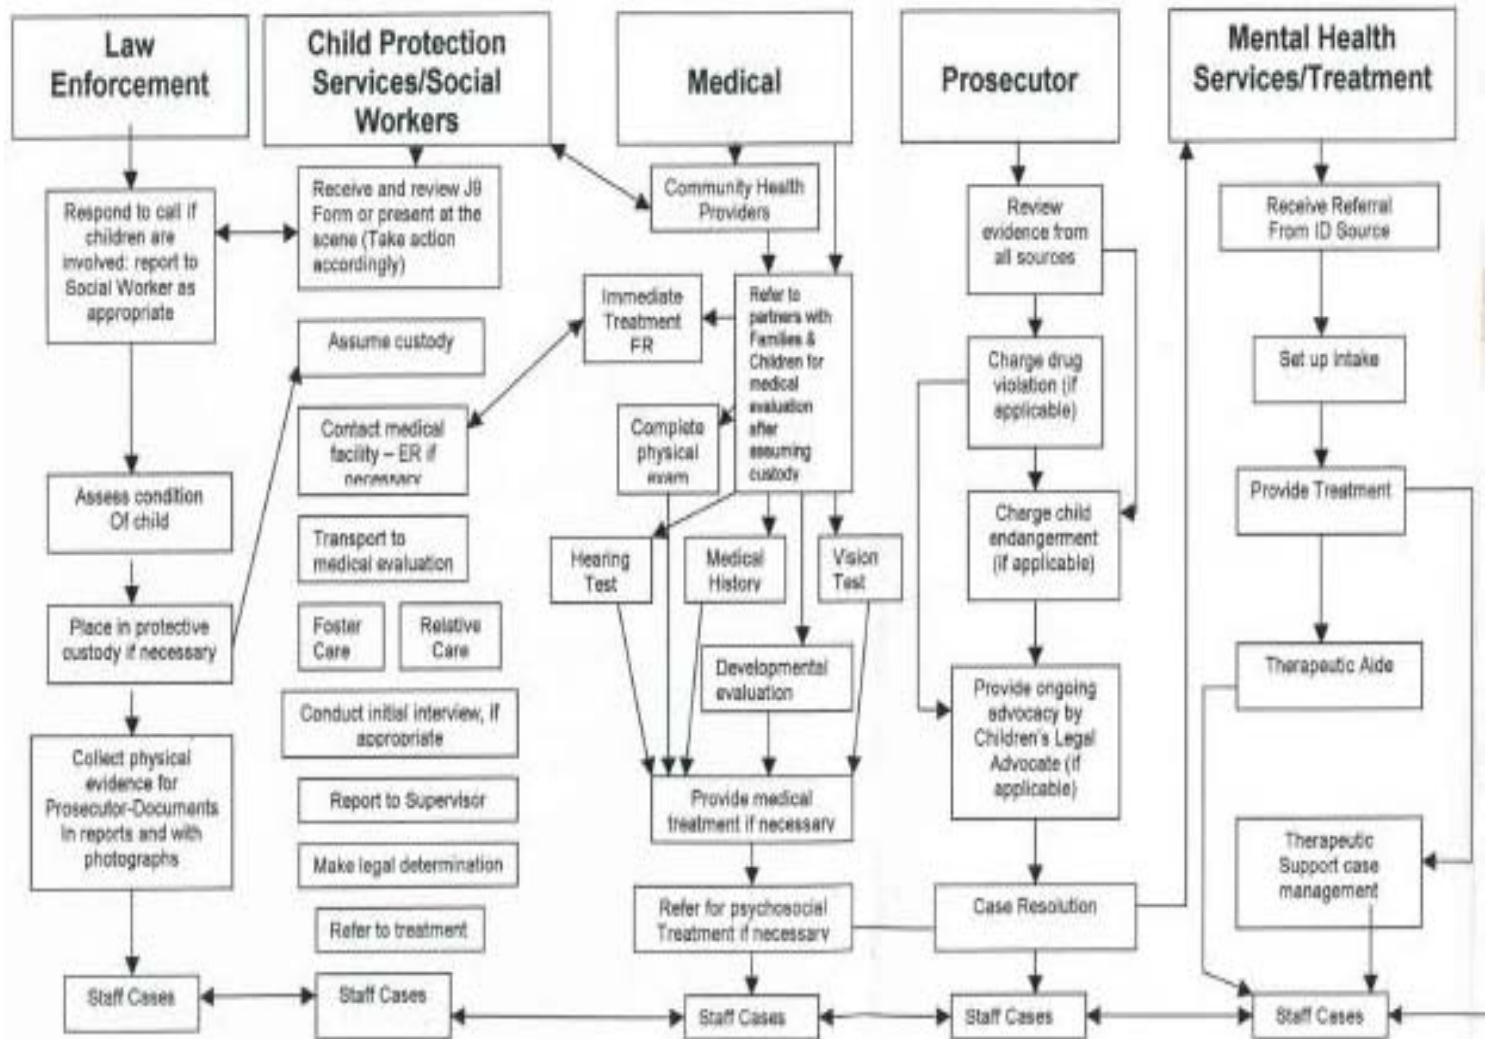 Law
Enforcement
Respond to call if
children are
involved: report to
Social Worker as
appropriate
Assess condition
Of child
Place in protective
custody if necessary
Collect physical
evidence for
Prosecutor-Documents
In reports and with
photographs
Staff Cases
Child Protection
Services/Social
Workers
Receive and review
Form or present at the
scene (Take action
accordingly)
Assume custody
Contact medical
facility – ER if
necessary
Transport to
medical evaluation
Foster
Care
Relative
Care
Conduct initial interview, if
appropriate
Report to Supervisor
Make legal determination
Refer to treatment
Staff Cases
Medical
Community Health
Providers
Immediate
Treatment
Refer to
partners with
Families &
Children for
medical
evaluation
after
assuming
custody
Complete
physical
exam
Hearing
Test
Medical
History
Vision
Test
Developmental
evaluation
Provide medical
treatment if necessary
Refer for psychosocial
Treatment if necessary
Staff Cases
Prosecutor
Review
evidence from
all sources
Charge drug
violation (if
applicable)
Charge child
endangerment
(if applicable)
Provide ongoing
advocacy by
Children's Legal
Advocate (if
applicable)
Case Resolution
Staff Cases
Mental Health
Services/Treatment
Receive Referral
From ID Source
Set up Intake
Provide Treatment
Therapeutic Aide
Therapeutic
Support case
management
Staff Cases